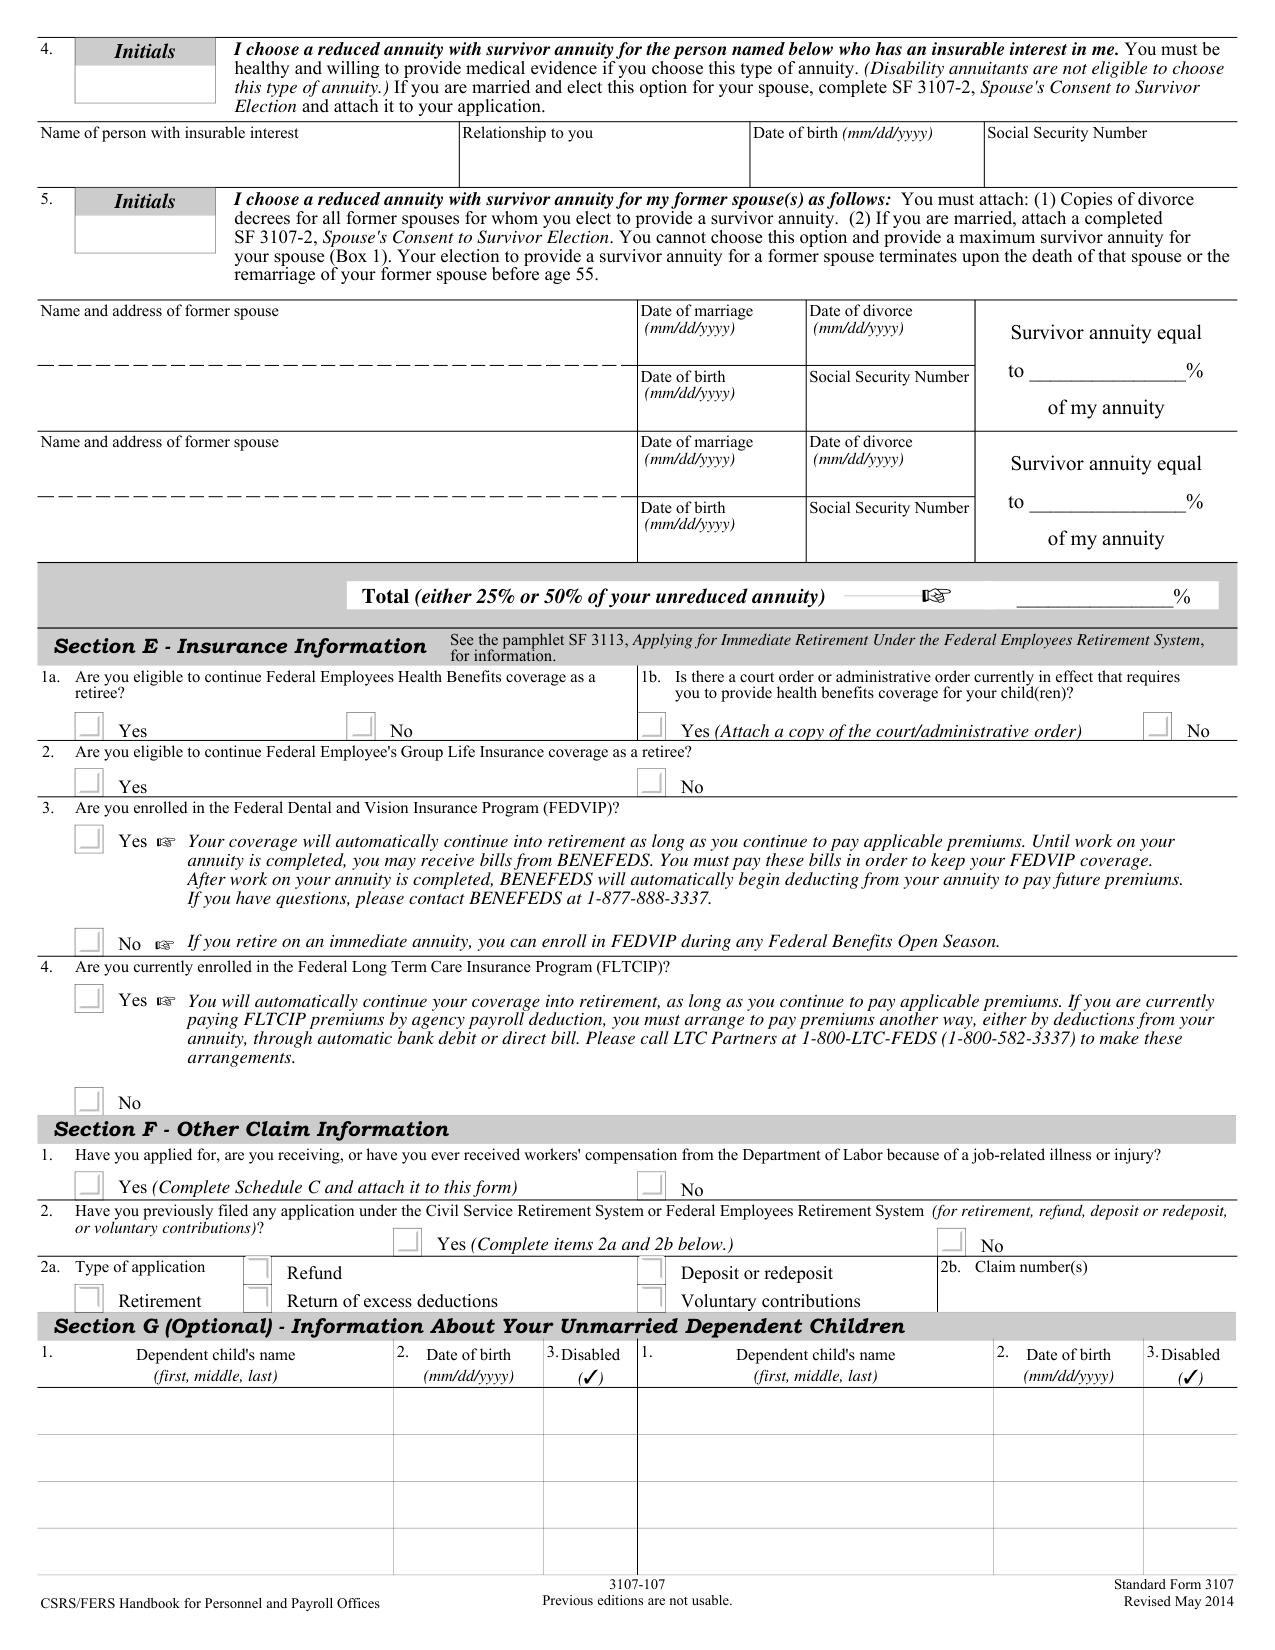 4.
Initials
I choose a reduced annuity with survivor annuity for the person named below who has an insurable interest in me. You must be
healthy and willing to provide medical evidence if you choose this type of annuity. (Disability annuitants are not eligible to choose
this type of annuity.) If you are married and elect this option for your spouse, complete SF 3107-2, Spouse's Consent to Survivor
Election and attach it to your application.
Name of person with insurable interest
Relationship to you
Date of birth (mm/dd/yyyy)
Social Security Number
5.
Initials
I choose a reduced annuity with survivor annuity for my former spouse(s) as follows: You must attach: (1) Copies of divorce
decrees for all former spouses for whom you elect to provide a survivor annuity. (2) If you are married, attach a completed
SF 3107-2, Spouse's Consent to Survivor Election. You cannot choose this option and provide a maximum survivor annuity for
your spouse (Box 1). Your election to provide a survivor annuity for a former spouse terminates upon the death of that spouse or the
remarriage of your former spouse before age 55.
Name and address of former spouse
Date of marriage
(mm/dd/yyyy)
Date of divorce
(mm/dd/yyyy)
Survivor annuity equal
to _______________%
of my annuity
Date of birth
(mm/dd/yyyy)
Social Security Number
Name and address of former spouse
Date of marriage
(mm/dd/yyyy)
Date of divorce
(mm/dd/yyyy)
Survivor annuity equal
to _______________%
of my annuity
Date of birth
(mm/dd/yyyy)
Social Security Number
Total (either 25% or 50% of your unreduced annuity) ☞ _______________%
Section E - Insurance Information
See the pamphlet SF 3113, Applying for Immediate Retirement Under the Federal Employees Retirement System,
for information.
1a. Are you eligible to continue Federal Employees Health Benefits coverage as a
retiree?
Yes
No
1b. Is there a court order or administrative order currently in effect that requires
you to provide health benefits coverage for your child(ren)?
Yes (Attach a copy of the court/administrative order)
No
2. Are you eligible to continue Federal Employee's Group Life Insurance coverage as a retiree?
Yes
No
3. Are you enrolled in the Federal Dental and Vision Insurance Program (FEDVIP)?
Yes ☞ Your coverage will automatically continue into retirement as long as you continue to pay applicable premiums. Until work on your
annuity is completed, you may receive bills from BENEFEDS. You must pay these bills in order to keep your FEDVIP coverage.
After work on your annuity is completed, BENEFEDS will automatically begin deducting from your annuity to pay future premiums.
If you have questions, please contact BENEFEDS at 1-877-888-3337.
No ☞ If you retire on an immediate annuity, you can enroll in FEDVIP during any Federal Benefits Open Season.
4. Are you currently enrolled in the Federal Long Term Care Insurance Program (FLTCIP)?
Yes ☞ You will automatically continue your coverage into retirement, as long as you continue to pay applicable premiums. If you are currently
paying FLTCIP premiums by agency payroll deduction, you must arrange to pay premiums another way, either by deductions from your
annuity, through automatic bank debit or direct bill. Please call LTC Partners at 1-800-LTC-FEDS (1-800-582-3337) to make these
arrangements.
No
Section F - Other Claim Information
1. Have you applied for, are you receiving, or have you ever received workers' compensation from the Department of Labor because of a job-related illness or injury?
Yes (Complete Schedule C and attach it to this form)
No
2. Have you previously filed any application under the Civil Service Retirement System or Federal Employees Retirement System (for retirement, refund, deposit or redeposit,
or voluntary contributions)?
Yes (Complete items 2a and 2b below.)
No
2a. Type of application
Refund
Deposit or redeposit
2b. Claim number(s)
Retirement
Return of excess deductions
Voluntary contributions
Section G (Optional) - Information About Your Unmarried Dependent Children
1. Dependent child's name
(first, middle, last)
2. Date of birth
(mm/dd/yyyy)
3. Disabled
(✓)
1. Dependent child's name
(first, middle, last)
2. Date of birth
(mm/dd/yyyy)
3. Disabled
(✓)
3107-107
Standard Form 3107
CSRS/FERS Handbook for Personnel and Payroll Offices
Previous editions are not usable.
Revised May 2014